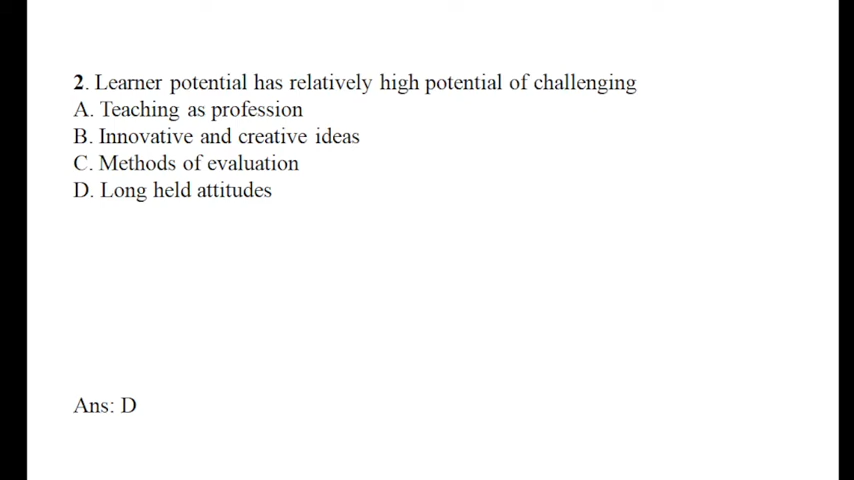 2. Learner potential has relatively high potential of challenging
A. Teaching as profession
B. Innovative and creative ideas
C. Methods of evaluation
D. Long held attitudes
Ans: D